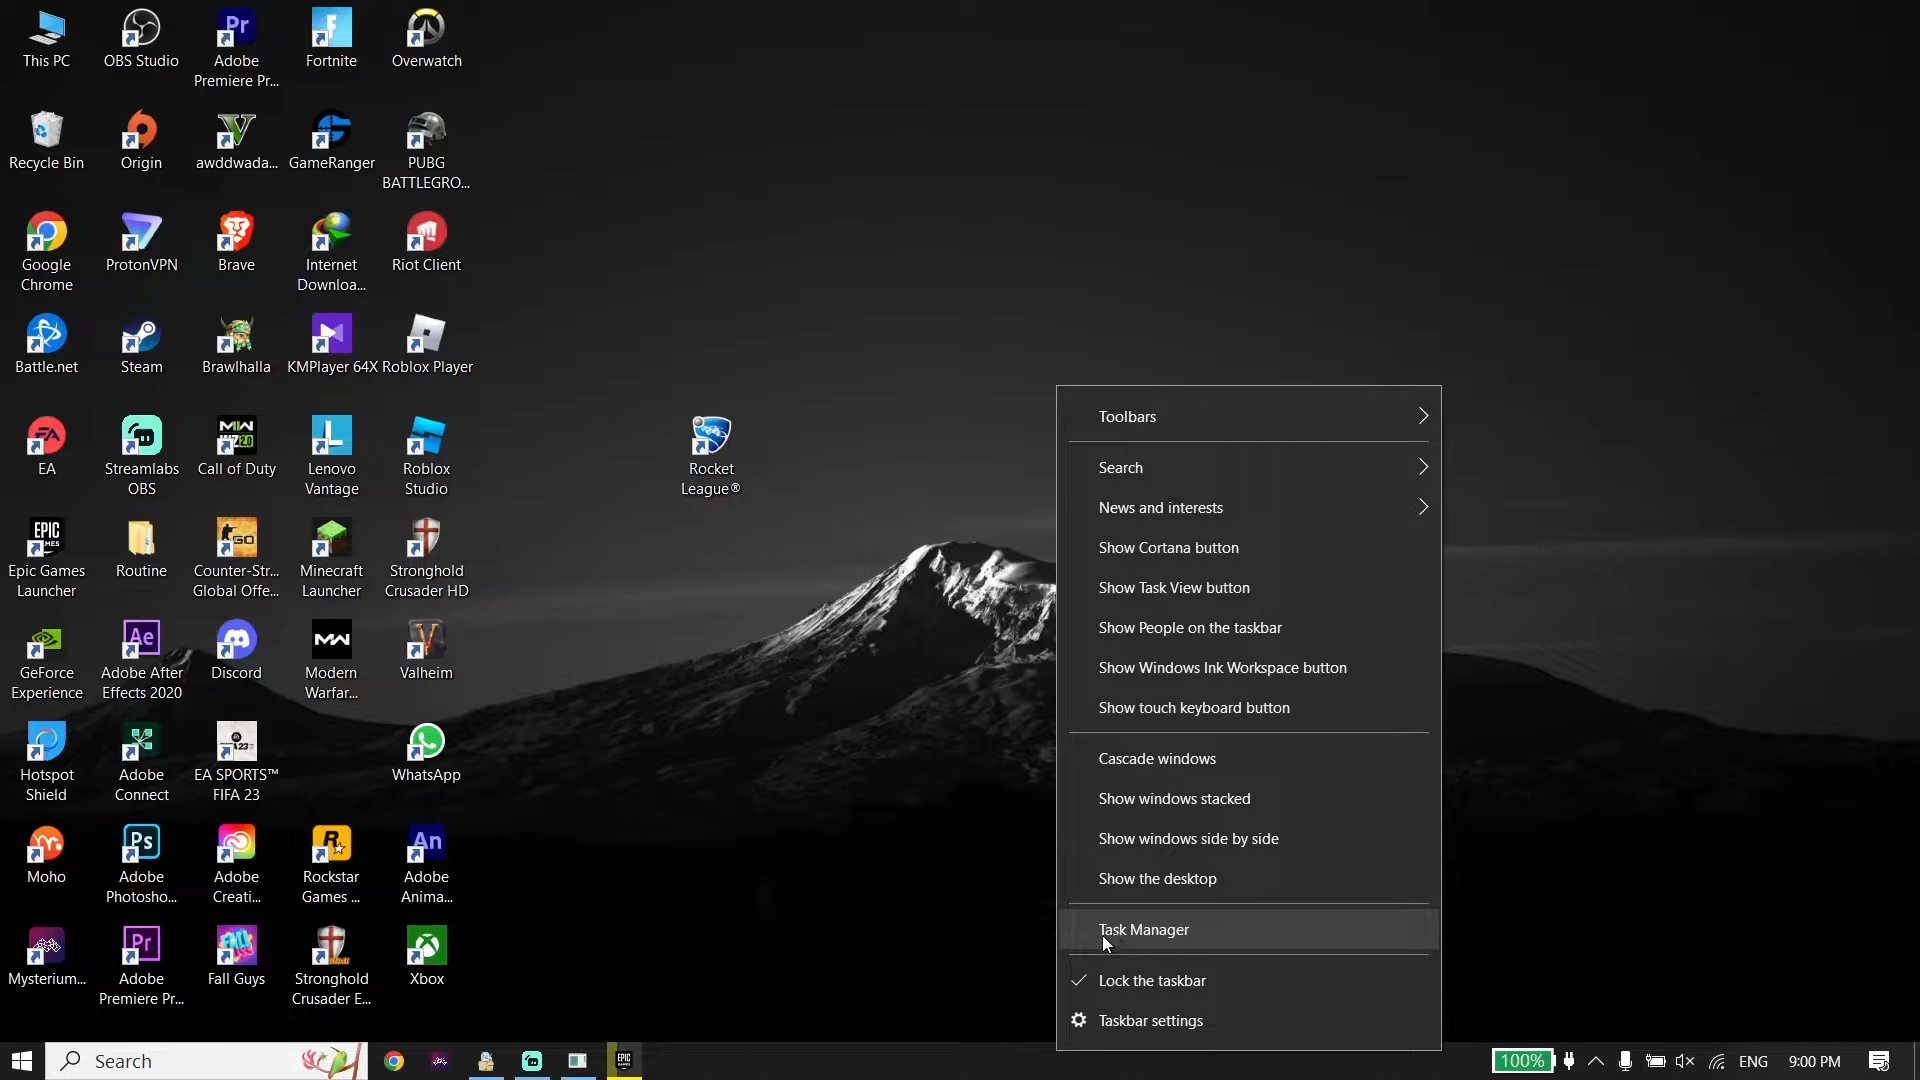 This PC
OBS Studio
Adobe
Premiere Pr...
Fortnite
Overwatch
Recycle Bin
Origin
awddwada...
GameRanger
PUBG
BATTLEGRO...
Google
Chrome
ProtonVPN
Brave
Internet
Downloa...
Riot Client
Battle.net
Steam
Brawlhalla
KMPlayer 64X
Roblox Player
EA
Streamlabs
OBS
Call of Duty
Lenovo
Vantage
Roblox
Studio
Rocket
League®
Epic Games
Launcher
Routine
Counter-Str...
Global Offe...
Minecraft
Launcher
Stronghold
Crusader HD
GeForce
Experience
Adobe After
Effects 2020
Discord
Modern
Warfar...
Valheim
Hotspot
Shield
Adobe
Connect
EA SPORTS™
FIFA 23
WhatsApp
Moho
Adobe
Photosho...
Adobe
Creati...
Rockstar
Games ...
Adobe
Anima...
Mysterium...
Adobe
Premiere Pr...
Fall Guys
Stronghold
Crusader E...
Xbox
Toolbars
Search
News and interests
Show Cortana button
Show Task View button
Show People on the taskbar
Show Windows Ink Workspace button
Show touch keyboard button
Cascade windows
Show windows stacked
Show windows side by side
Show the desktop
Task Manager
Lock the taskbar
Taskbar settings
Search
100%
ENG
9:00 PM